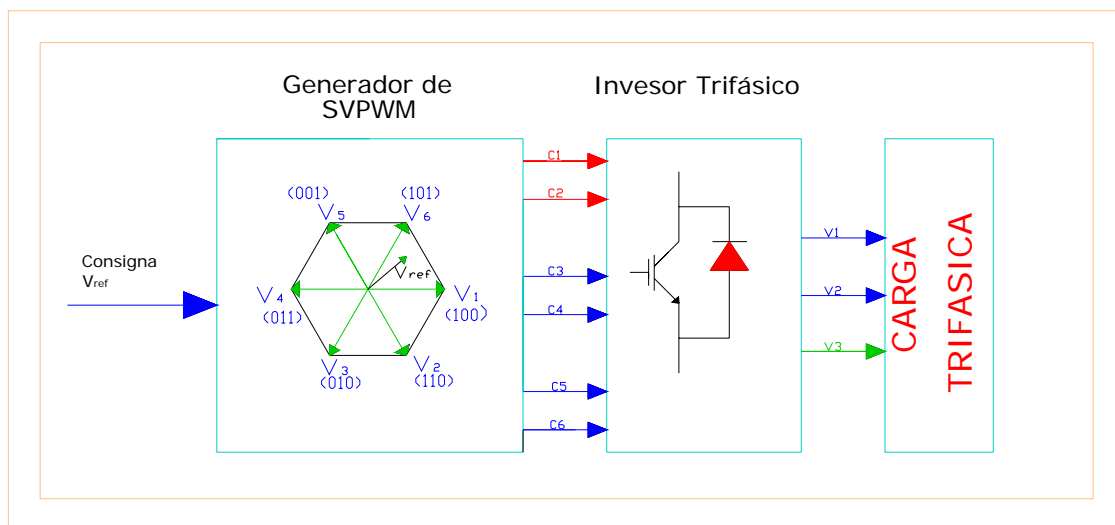 Generador de
SVPWM
Invesor Trifásico
Consigna
Vref
(001)
V5
(101)
V6
Vref
V4
(011)
V1
(100)
V3
(010)
V2
(110)
C1
C2
C3
C4
C5
C6
V1
V2
V3
CARGA
TRIFASICA